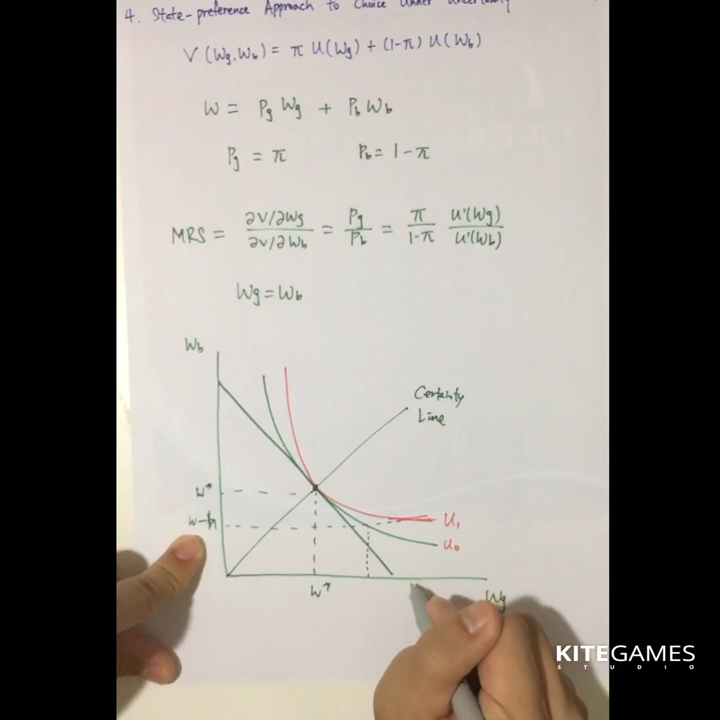 4. State-preference Approach to Choice Under Uncertainty
V (Wg, Wb) = π U(Wg) + (1-π) U(Wb)
W = Pg Wg + Pb Wb
Pg = π Pb = 1-π
MRS = ∂V/∂Wg / ∂V/∂Wb = Pg / Pb = π / 1-π U'(Wg) / U'(Wb)
Wg = Wb
Wb
Certainty
Line
W*
W-h
U1
U0
W*
Wg
KITEGAMES
STUDIO